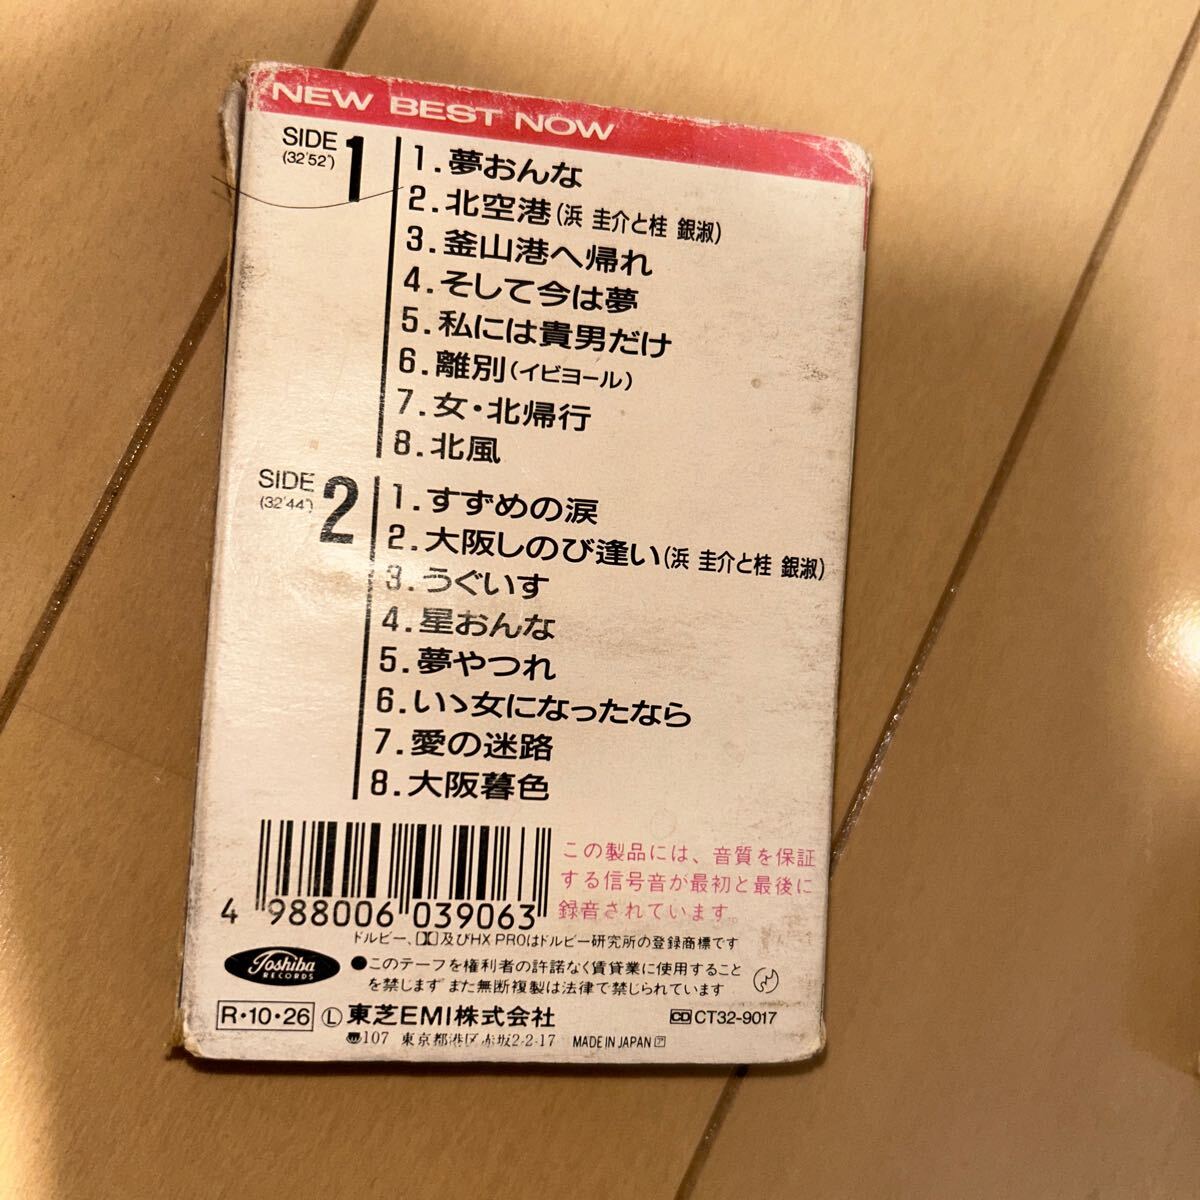 NEW BEST NOW
SIDE 1
(32'52")
1.夢おんな
2.北空港(浜 圭介と桂 銀淑)
3.釜山港へ帰れ
4.そして今は夢
5.私には貴男だけ
6.離別(イビヨール)
7.女・北帰行
8.北風
SIDE 2
(32'44")
1.すずめの涙
2.大阪しのび逢い(浜 圭介と桂 銀淑)
3.うぐいす
4.星おんな
5.夢やつれ
6.いゝ女になったなら
7.愛の迷路
8.大阪暮色
4 988006 039063
この製品には、音質を保証
する信号音が最初と最後に
録音されています。
ドルビー、及びHX PROはドルビー研究所の登録商標です
Toshiba
RECORDS
●このテープを権利者の許諾なく賃貸業に使用すること
を禁じます また無断複製は法律で禁じられています
R・10・26 Ⓛ 東芝EMI株式会社
CD CT32-9017
〠107 東京都港区赤坂2-2-17 MADE IN JAPAN ア